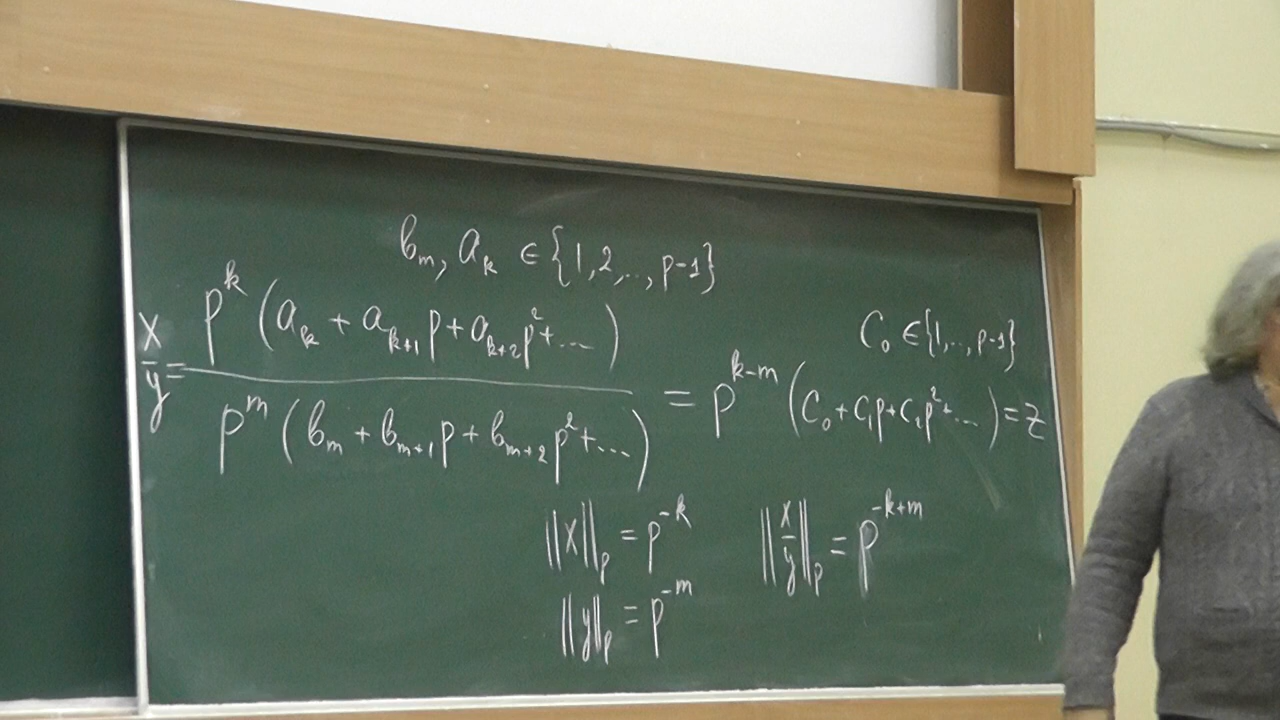 b_m, a_k ∈ {1,2,..., p-1}
x/y = p^k (a_k + a_{k+1} p + a_{k+2} p^2 + ...) / p^m (b_m + b_{m+1} p + b_{m+2} p^2 + ...) = p^{k-m} (C_0 + C_1 p + C_2 p^2 + ...) = z
C_0 ∈ {1,..., p-1}
||x||_p = p^{-k}
||x/y||_p = p^{-k+m}
||y||_p = p^{-m}